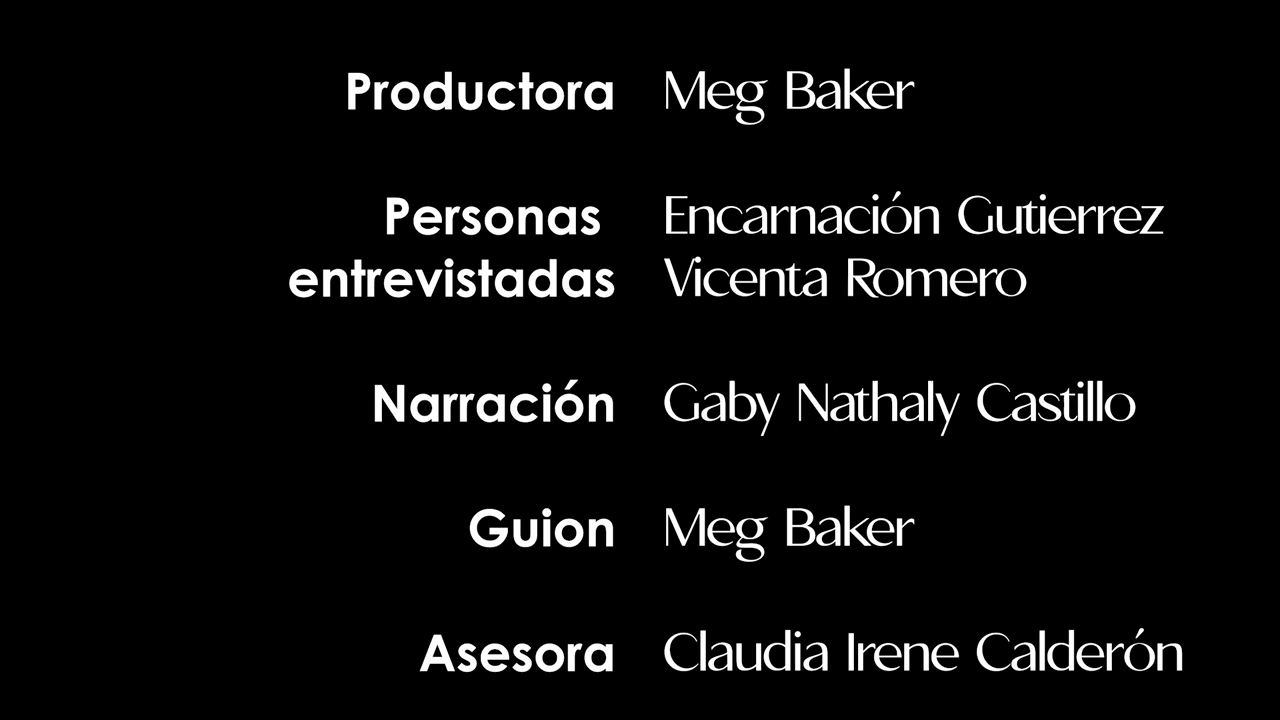 Productora Meg Baker
Personas Encarnación Gutierrez
entrevistadas Vicenta Romero
Narración Gaby Nathaly Castillo
Guion Meg Baker
Asesora Claudia Irene Calderón